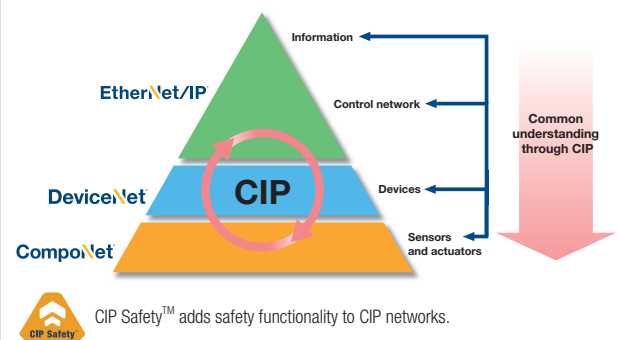 Information
EtherNet/IP
Control network
Common
understanding
through CIP
CIP
DeviceNet
Devices
CompoNet
Sensors
and actuators
CIP Safety™
CIP Safety™ adds safety functionality to CIP networks.